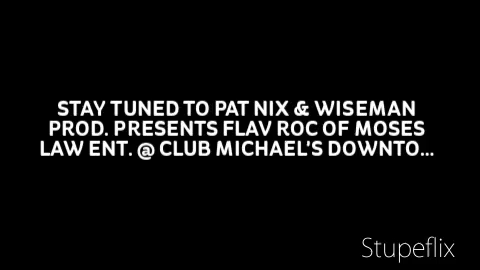 STAY TUNED TO PAT NIX & WISEMAN
PROD. PRESENTS FLAV ROC OF MOSES
LAW ENT. @ CLUB MICHAEL'S DOWNTO...
Stupeflix